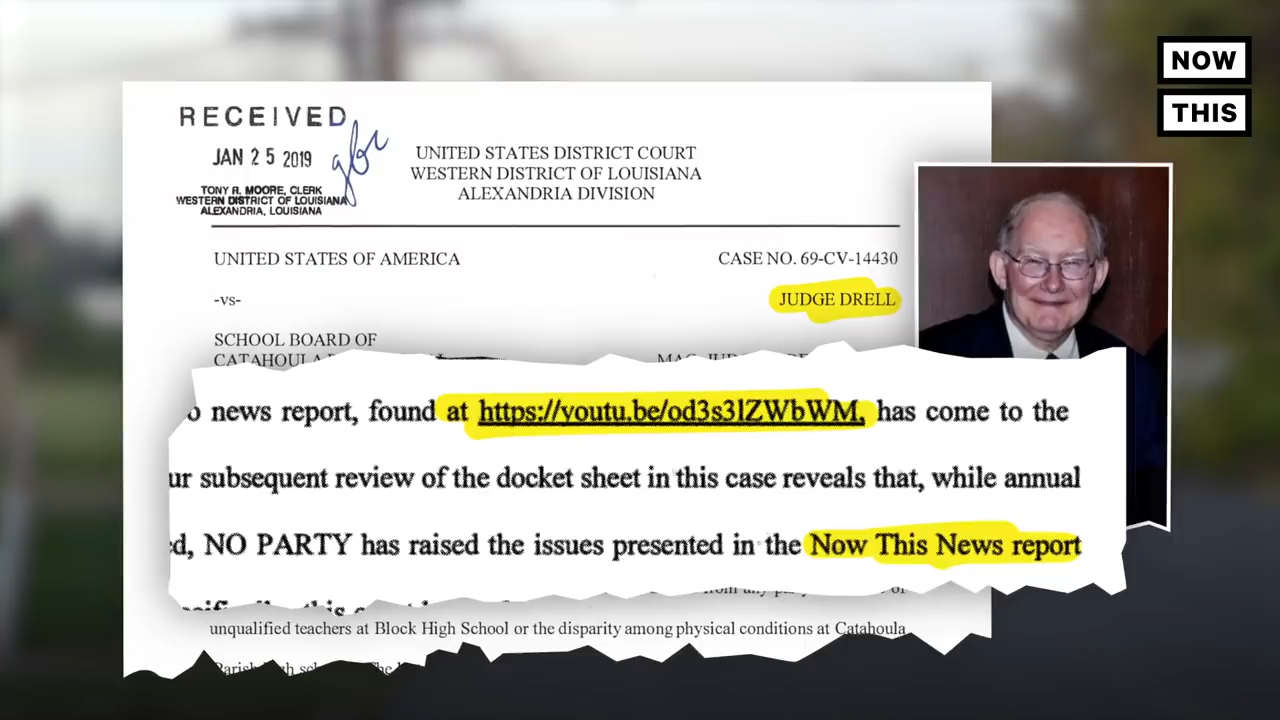 NOW
THIS
RECEIVED
JAN 25 2019
gbr
TONY R. MOORE, CLERK
WESTERN DISTRICT OF LOUISIANA
ALEXANDRIA, LOUISIANA
UNITED STATES DISTRICT COURT
WESTERN DISTRICT OF LOUISIANA
ALEXANDRIA DIVISION
UNITED STATES OF AMERICA
CASE NO. 69-CV-14430
-vs-
JUDGE DRELL
SCHOOL BOARD OF
CATAHOULA
news report, found at https://youtu.be/od3s3lZWbWM, has come to the
subsequent review of the docket sheet in this case reveals that, while annual
NO PARTY has raised the issues presented in the Now This News report
unqualified teachers at Block High School or the disparity among physical conditions at Catahoula
Parish